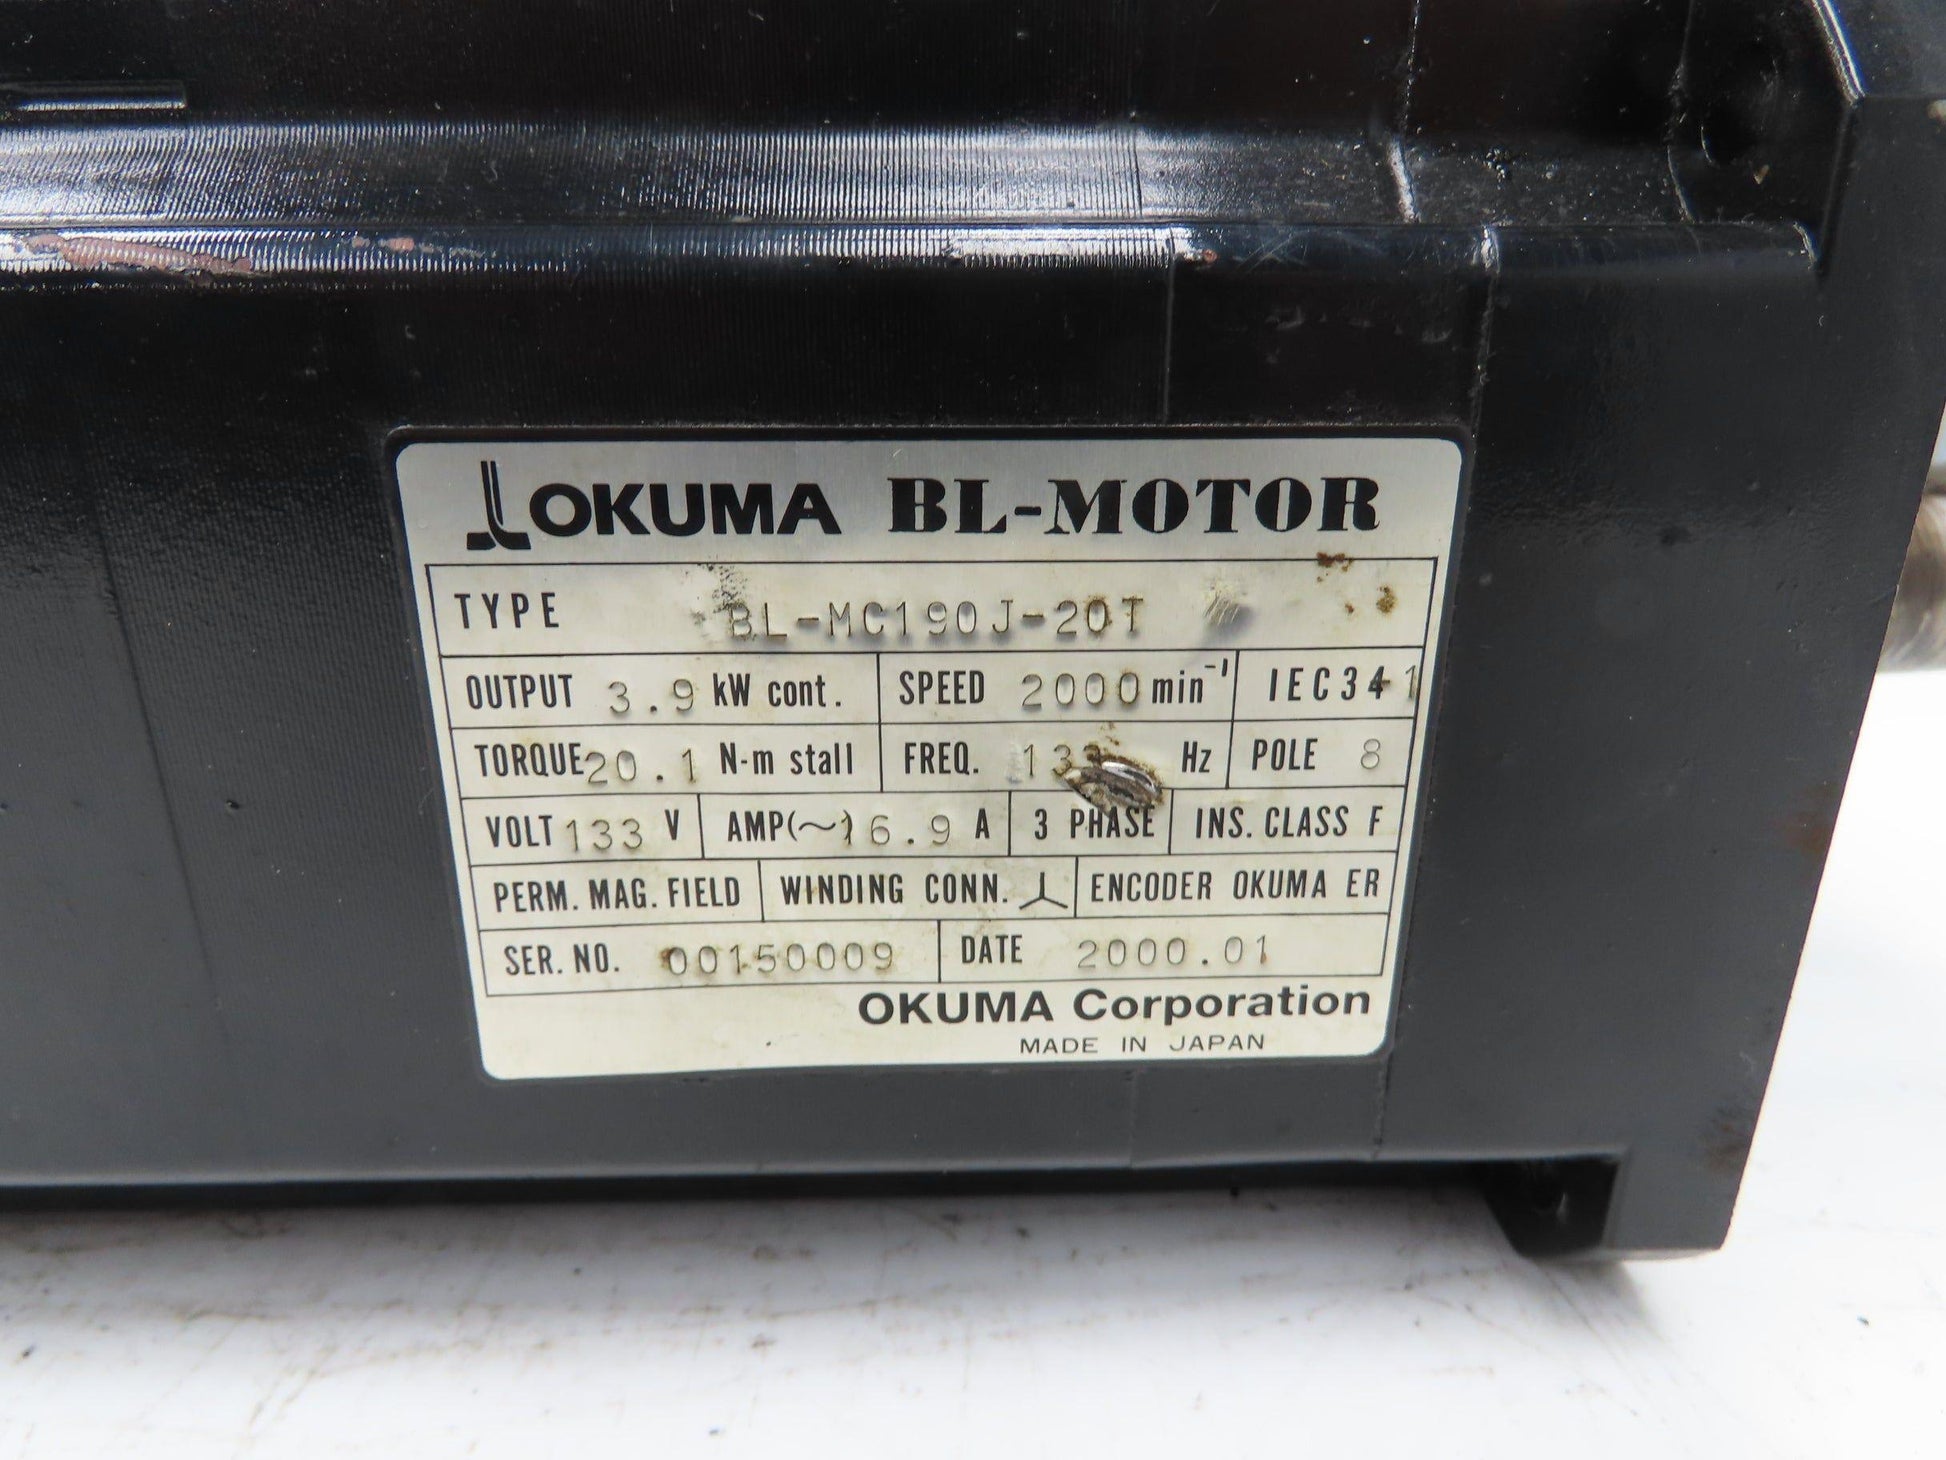 OKUMA BL-MOTOR
TYPE BL-MC190J-20T
OUTPUT 3.9 kW cont. SPEED 2000 min⁻¹ IEC34-1
TORQUE 20.1 N-m stall FREQ. 133 Hz POLE 8
VOLT 133 V AMP(~) 16.9 A 3 PHASE INS. CLASS F
PERM. MAG. FIELD WINDING CONN. ENCODER OKUMA ER
SER. NO. 00150009 DATE 2000.01
OKUMA Corporation
MADE IN JAPAN